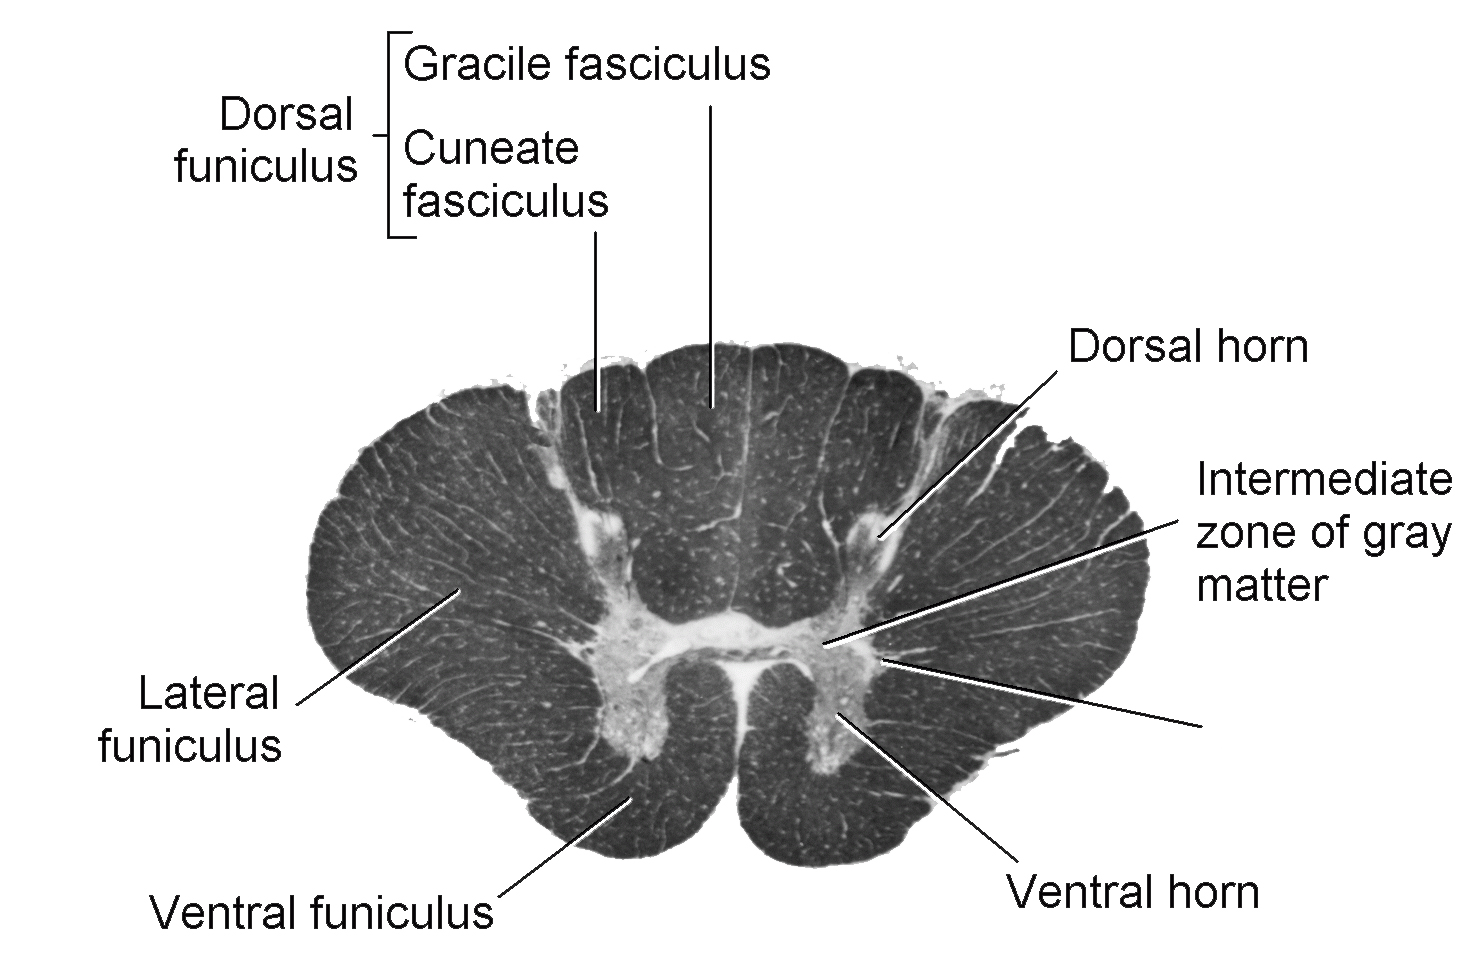 Gracile fasciculus
Dorsal
funiculus
Cuneate
fasciculus
Dorsal horn
Intermediate
zone of gray
matter
Lateral
funiculus
Ventral horn
Ventral funiculus